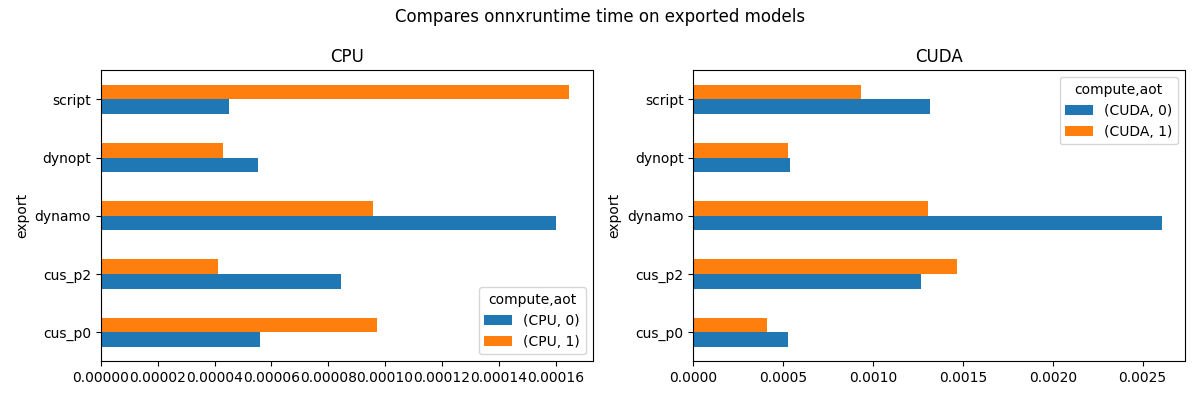 Compares onnxruntime time on exported models
CPU
export
script
dynopt
dynamo
cus_p2
cus_p0
compute,aot
(CPU, 0)
(CPU, 1)
0.00000 0.00002 0.00004 0.00006 0.00008 0.00010 0.00012 0.00014 0.00016
CUDA
export
script
dynopt
dynamo
cus_p2
cus_p0
compute,aot
(CUDA, 0)
(CUDA, 1)
0.0000 0.0005 0.0010 0.0015 0.0020 0.0025